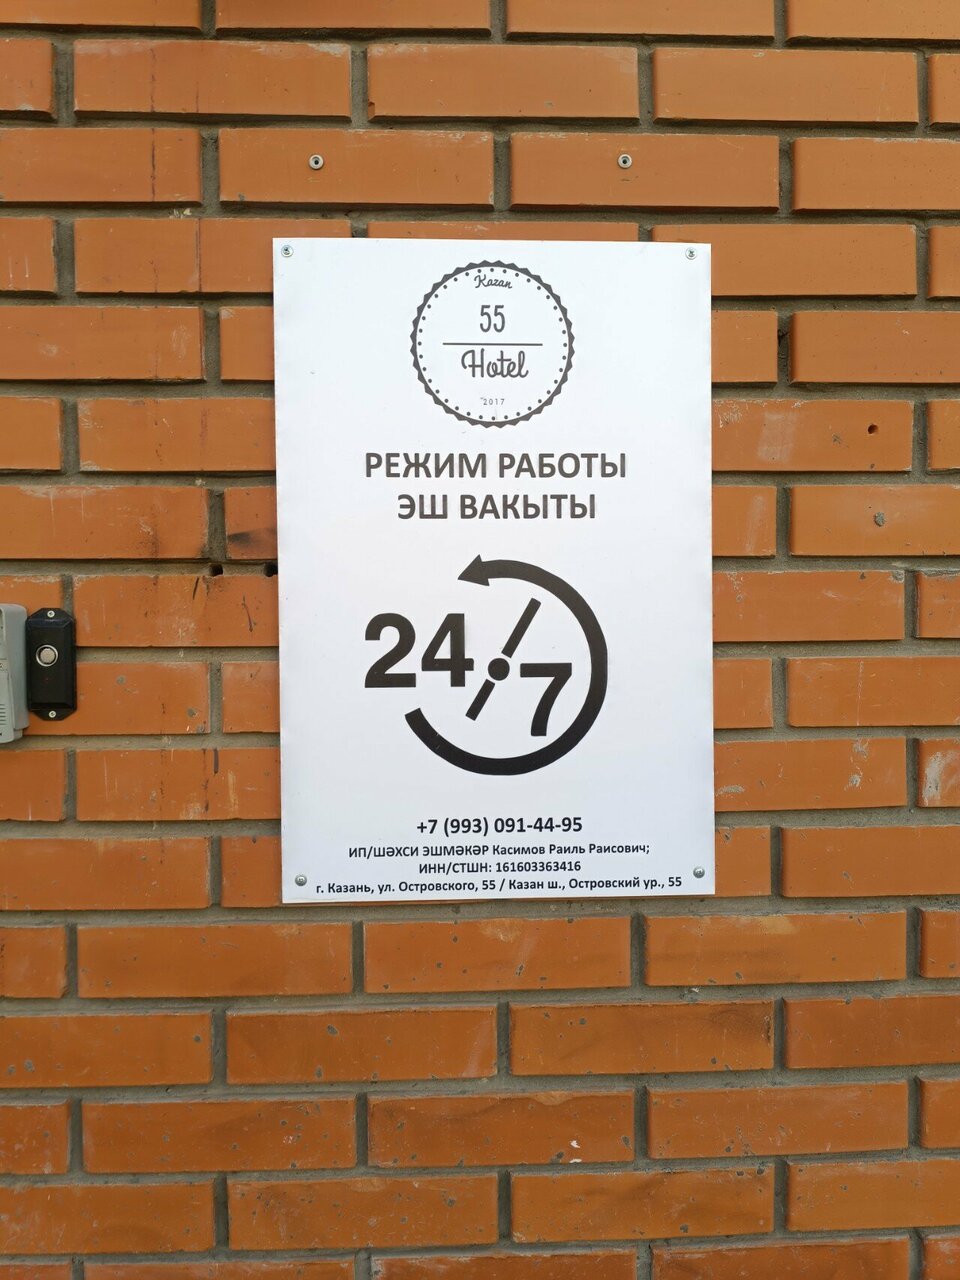 Kazan
55
Hotel
2017
РЕЖИМ РАБОТЫ
ЭШ ВАКЫТЫ
24/7
+7 (993) 091-44-95
ИП/ШӘХСИ ЭШМӘКӘР Касимов Раиль Раисович;
ИНН/СТШН: 161603363416
г. Казань, ул. Островского, 55 / Казан ш., Островский ур., 55